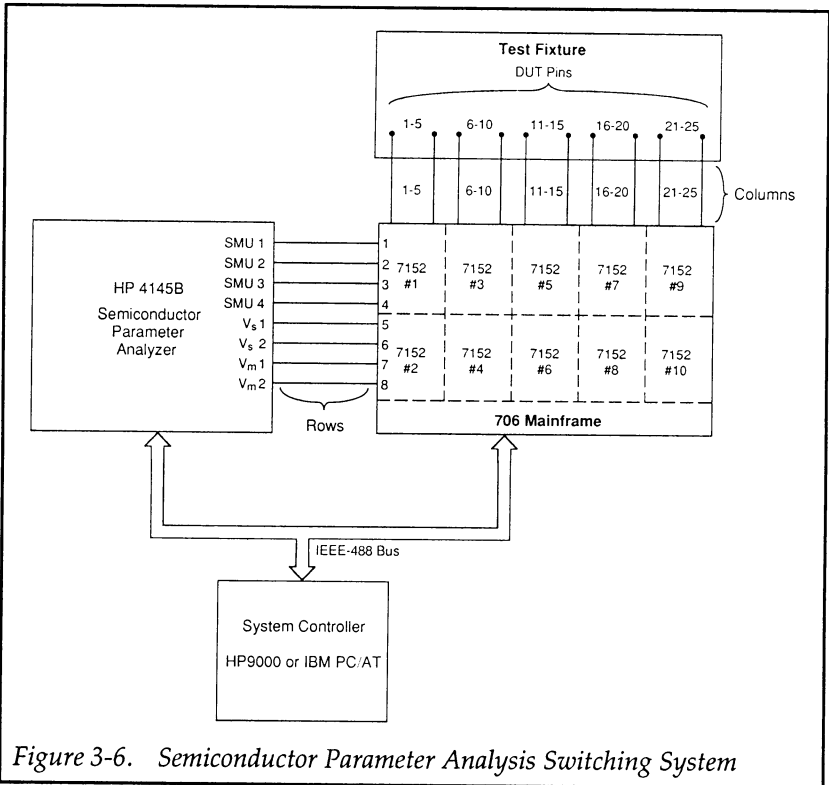 Test Fixture
DUT Pins
1-5 6-10 11-15 16-20 21-25
1-5 6-10 11-15 16-20 21-25
Columns
HP 4145B
Semiconductor
Parameter
Analyzer
SMU 1
SMU 2
SMU 3
SMU 4
Vs 1
Vs 2
Vm 1
Vm 2
Rows
1
2
3
4
5
6
7
8
7152
#1
7152
#3
7152
#5
7152
#7
7152
#9
7152
#2
7152
#4
7152
#6
7152
#8
7152
#10
706 Mainframe
IEEE-488 Bus
System Controller
HP9000 or IBM PC/AT
Figure 3-6. Semiconductor Parameter Analysis Switching System